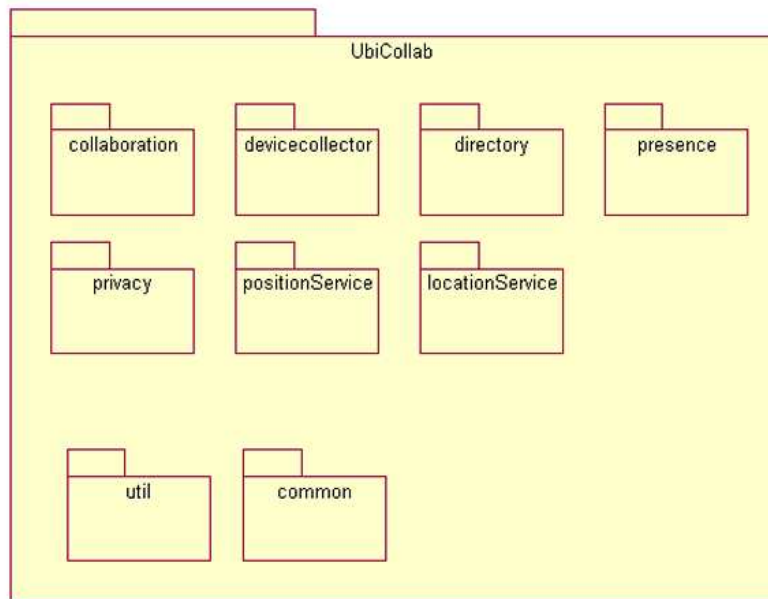 UbiCollab
collaboration devicecollector directory presence
privacy positionService locationService
util common